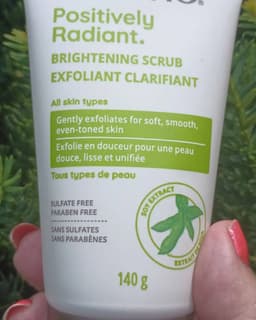 Positively
Radiant.
BRIGHTENING SCRUB
EXFOLIANT CLARIFIANT
All skin types
Gently exfoliates for soft, smooth,
even-toned skin
Exfolie en douceur pour une peau
douce, lisse et unifiée
Tous types de peau
SULFATE FREE
PARABEN FREE
SANS SULFATES
SANS PARABÈNES
SOY EXTRACT
EXTRAIT
140 g